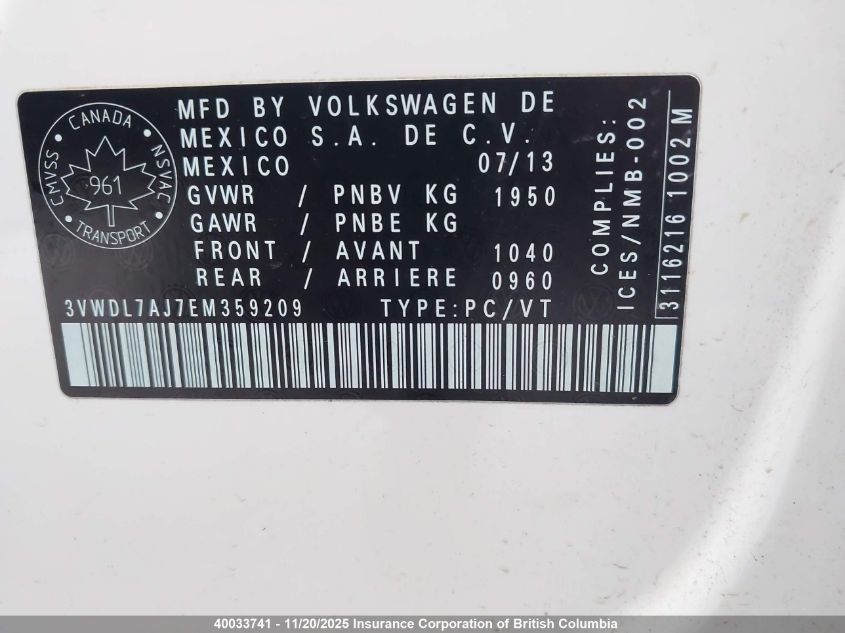 CANADA
CMVSS
NSVAC
961
TRANSPORT
MFD BY VOLKSWAGEN DE
MEXICO S.A. DE C.V.
MEXICO 07/13
GVWR / PNBV KG 1950
GAWR / PNBE KG
FRONT / AVANT 1040
REAR / ARRIERE 0960
3VWDL7AJ7EM359209 TYPE:PC/VT
COMPLIES:
ICES/NMB-002
3116216 1002 M
40033741 - 11/20/2025 Insurance Corporation of British Columbia